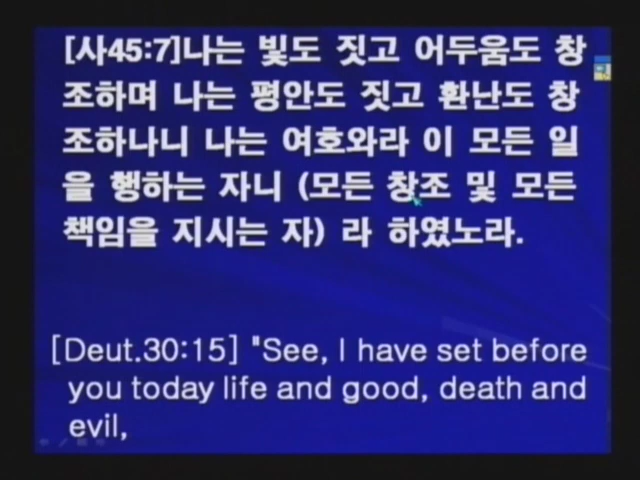 [사45:7]나는 빛도 짓고 어두움도 창
조하며 나는 평안도 짓고 환난도 창
조하나니 나는 여호와라 이 모든 일
을 행하는 자니 (모든 창조 및 모든
책임을 지시는 자) 라 하였노라.
[Deut.30:15] "See, I have set before
you today life and good, death and
evil,